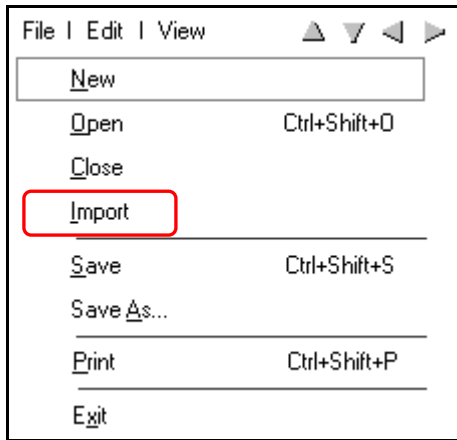 File | Edit | View
New
Open Ctrl+Shift+O
Close
Import
Save Ctrl+Shift+S
Save As...
Print Ctrl+Shift+P
Exit